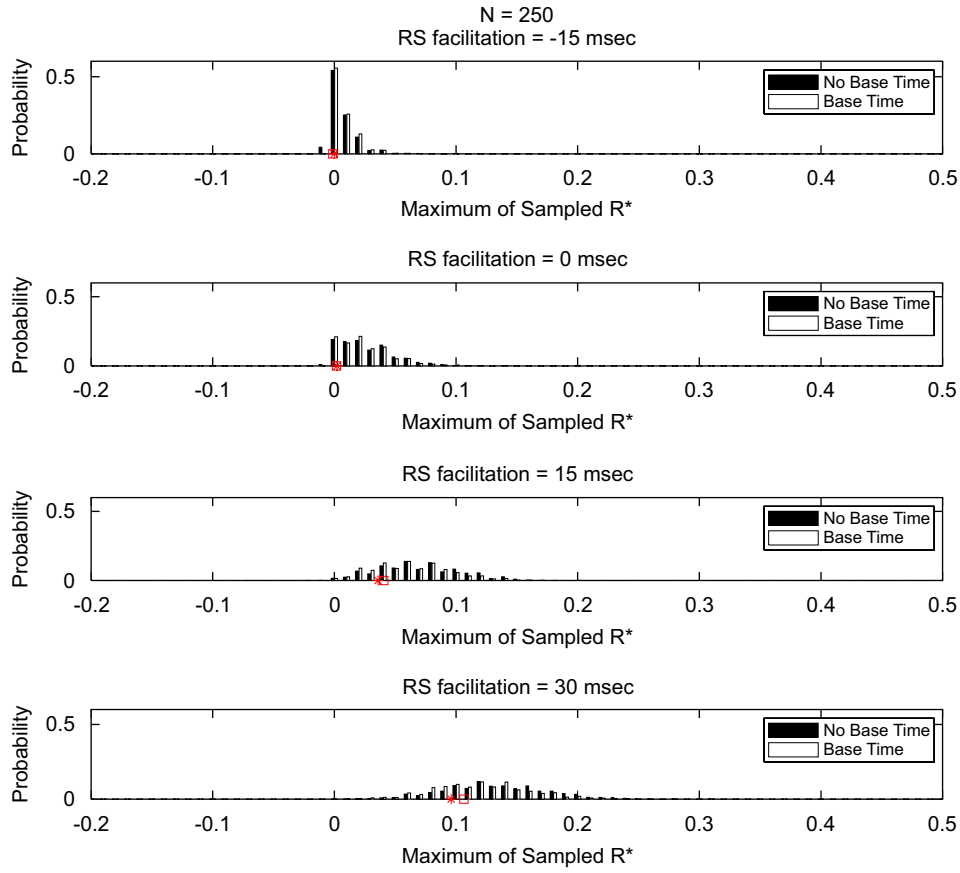 N = 250
RS facilitation = -15 msec
Probability
0.5
0
No Base Time
Base Time
-0.2 -0.1 0 0.1 0.2 0.3 0.4 0.5
Maximum of Sampled R*
RS facilitation = 0 msec
Probability
0.5
0
No Base Time
Base Time
-0.2 -0.1 0 0.1 0.2 0.3 0.4 0.5
Maximum of Sampled R*
RS facilitation = 15 msec
Probability
0.5
0
No Base Time
Base Time
-0.2 -0.1 0 0.1 0.2 0.3 0.4 0.5
Maximum of Sampled R*
RS facilitation = 30 msec
Probability
0.5
0
No Base Time
Base Time
-0.2 -0.1 0 0.1 0.2 0.3 0.4 0.5
Maximum of Sampled R*